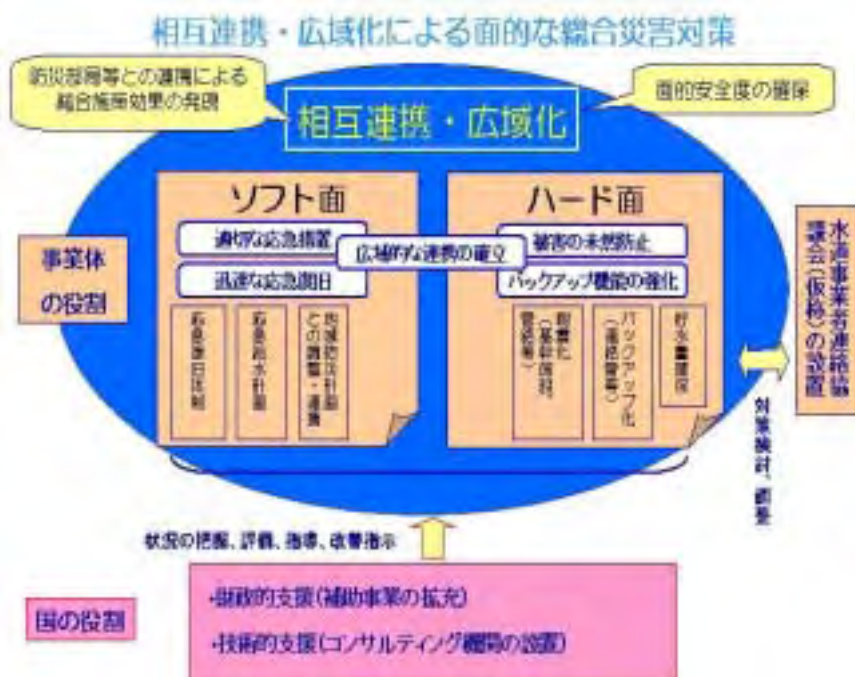 相互連携・広域化による面的な総合災害対策
防災部局等との連携による
総合施策効果の発現
面的安全度の確保
相互連携・広域化
ソフト面
ハード面
適切な応急措置
被害の未然防止
広域的な連携の確立
迅速な応急復旧
バックアップ機能の強化
事業体
の役割
応急復旧体制
応急給水計画
地域防災計画
との調整・連携
耐震化
(基幹施設、
管路等)
バックアップ化
(連絡管等)
貯水量確保
水道事業者連絡協
議会(仮称)の設置
対策検討、調整
状況の把握、評価、指導、改善指示
国の役割
・財政的支援(補助事業の拡充)
・技術的支援(コンサルティング機関の設置)